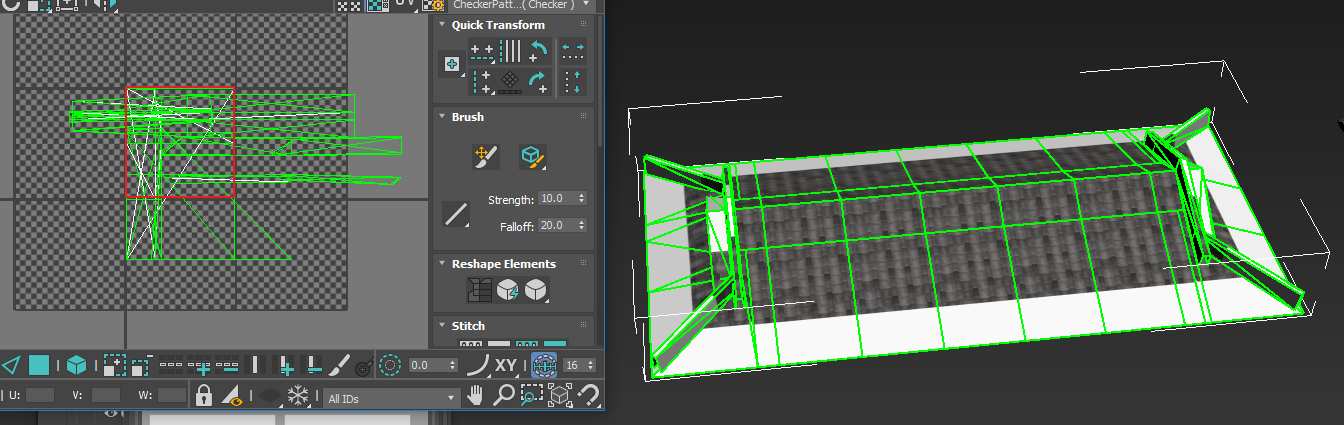 CheckerPatt...( Checker )
Quick Transform
Brush
Strength: 10.0
Falloff: 20.0
Reshape Elements
Stitch
0.0
XY
16
U:
V:
W:
All IDs